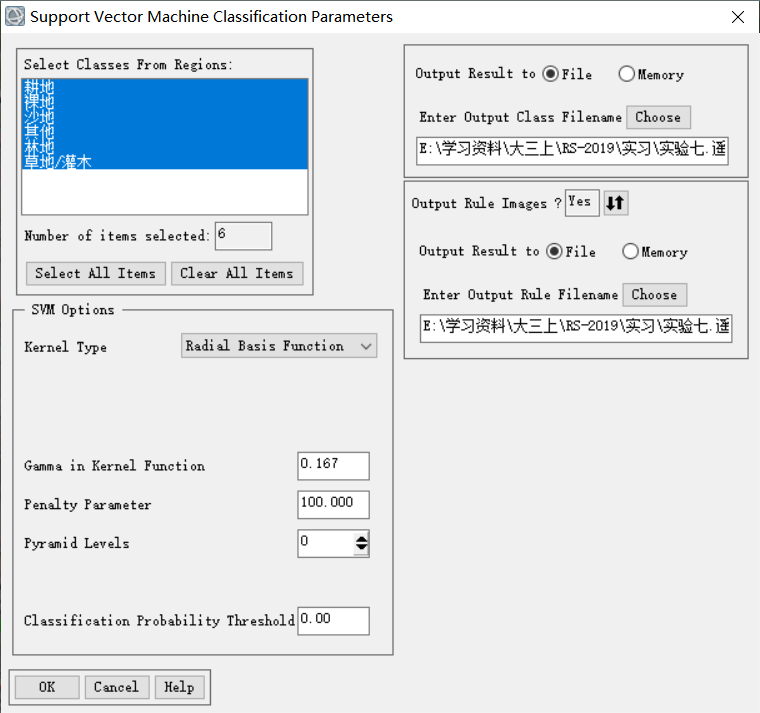 Support Vector Machine Classification Parameters
Select Classes From Regions:
耕地
裸地
沙地
其他
林地
草地/灌木
Number of items selected: 6
Select All Items Clear All Items
SVM Options
Kernel Type Radial Basis Function
Gamma in Kernel Function 0.167
Penalty Parameter 100.000
Pyramid Levels 0
Classification Probability Threshold 0.00
OK Cancel Help
Output Result to File Memory
Enter Output Class Filename Choose
E:\学习资料\大三上\RS-2019\实习\实验七.遥
Output Rule Images ? Yes
Output Result to File Memory
Enter Output Rule Filename Choose
E:\学习资料\大三上\RS-2019\实习\实验七.遥